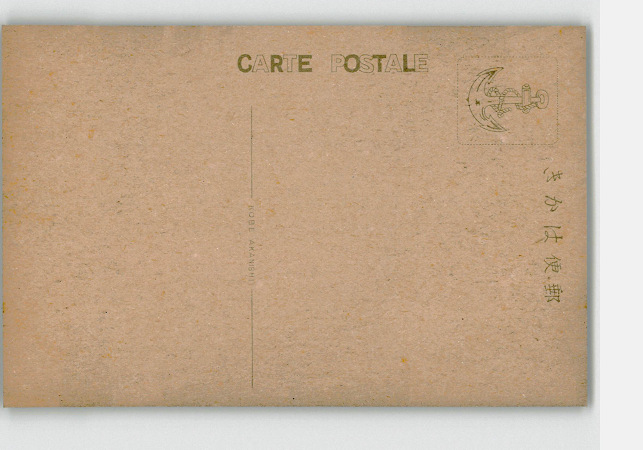 CARTE POSTALE
郵便はかき
KOBE AKANISHI